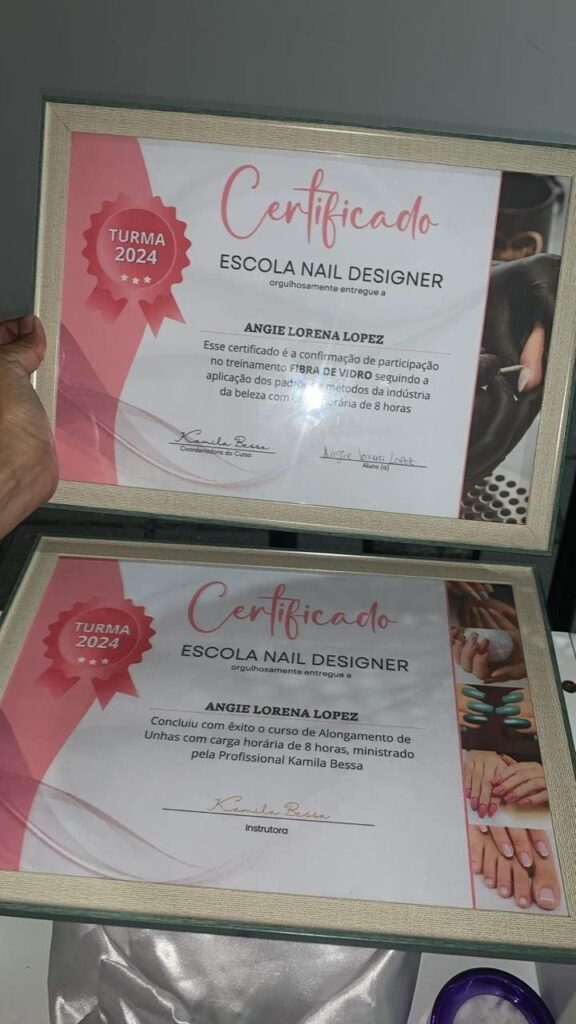 Certificado
TURMA
2024
ESCOLA NAIL DESIGNER
orgulhosamente entregue a
ANGIE LORENA LOPEZ
Esse certificado é a confirmação de participação
no treinamento FIBRA DE VIDRO seguindo a
aplicação dos e métodos da indústria
da beleza com horária de 8 horas
Kamila Bessa
Coordenadora do Curso
Angie Lopez
Aluno (a)
Certificado
TURMA
2024
ESCOLA NAIL DESIGNER
orgulhosamente entregue a
ANGIE LORENA LOPEZ
Concluiu com êxito o curso de Alongamento de
Unhas com carga horária de 8 horas, ministrado
pela Profissional Kamila Bessa
Kamila Bessa
Instrutora